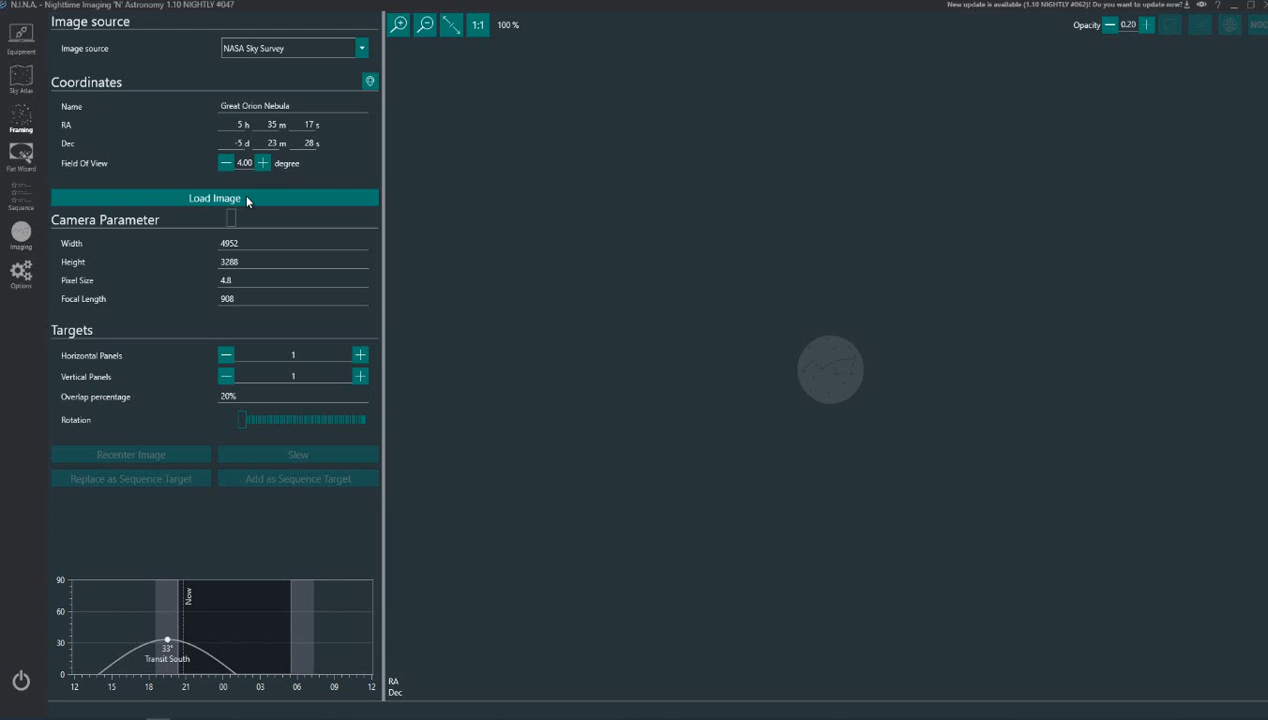 N.I.N.A. - Nighttime Imaging 'N' Astronomy 1.10 NIGHTLY #047
New update is available (1.10 NIGHTLY #062)! Do you want to update now?
Equipment
Sky Atlas
Framing
Flat Wizard
Sequence
Imaging
Options
Image source
Image source NASA Sky Survey
Coordinates
Name Great Orion Nebula
RA 5 h 35 m 17 s
Dec -5 d 23 m 28 s
Field Of View 4.00 degree
Load Image
Camera Parameter
Width 4952
Height 3288
Pixel Size 4.8
Focal Length 908
Targets
Horizontal Panels 1
Vertical Panels 1
Overlap percentage 20%
Rotation
Recenter Image Slew
Replace as Sequence Target Add as Sequence Target
90
60
30
0
Now
33°
Transit South
12 15 18 21 00 03 06 09 12
1:1 100 %
Opacity 0.20
RA
Dec